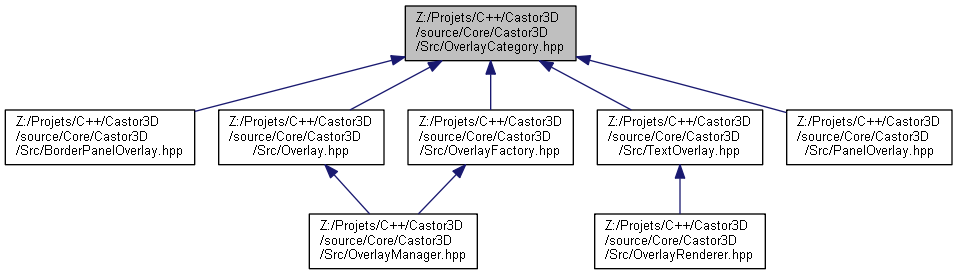 Z:/Projets/C++/Castor3D
/source/Core/Castor3D
/Src/OverlayCategory.hpp
Z:/Projets/C++/Castor3D
/source/Core/Castor3D
/Src/BorderPanelOverlay.hpp
Z:/Projets/C++/Castor3D
/source/Core/Castor3D
/Src/Overlay.hpp
Z:/Projets/C++/Castor3D
/source/Core/Castor3D
/Src/OverlayFactory.hpp
Z:/Projets/C++/Castor3D
/source/Core/Castor3D
/Src/TextOverlay.hpp
Z:/Projets/C++/Castor3D
/source/Core/Castor3D
/Src/PanelOverlay.hpp
Z:/Projets/C++/Castor3D
/source/Core/Castor3D
/Src/OverlayManager.hpp
Z:/Projets/C++/Castor3D
/source/Core/Castor3D
/Src/OverlayRenderer.hpp